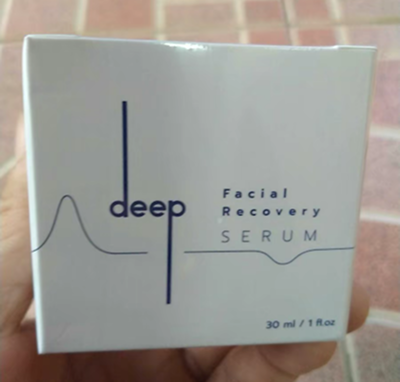 deep
Facial
Recovery
SERUM
30 ml / 1 fl.oz